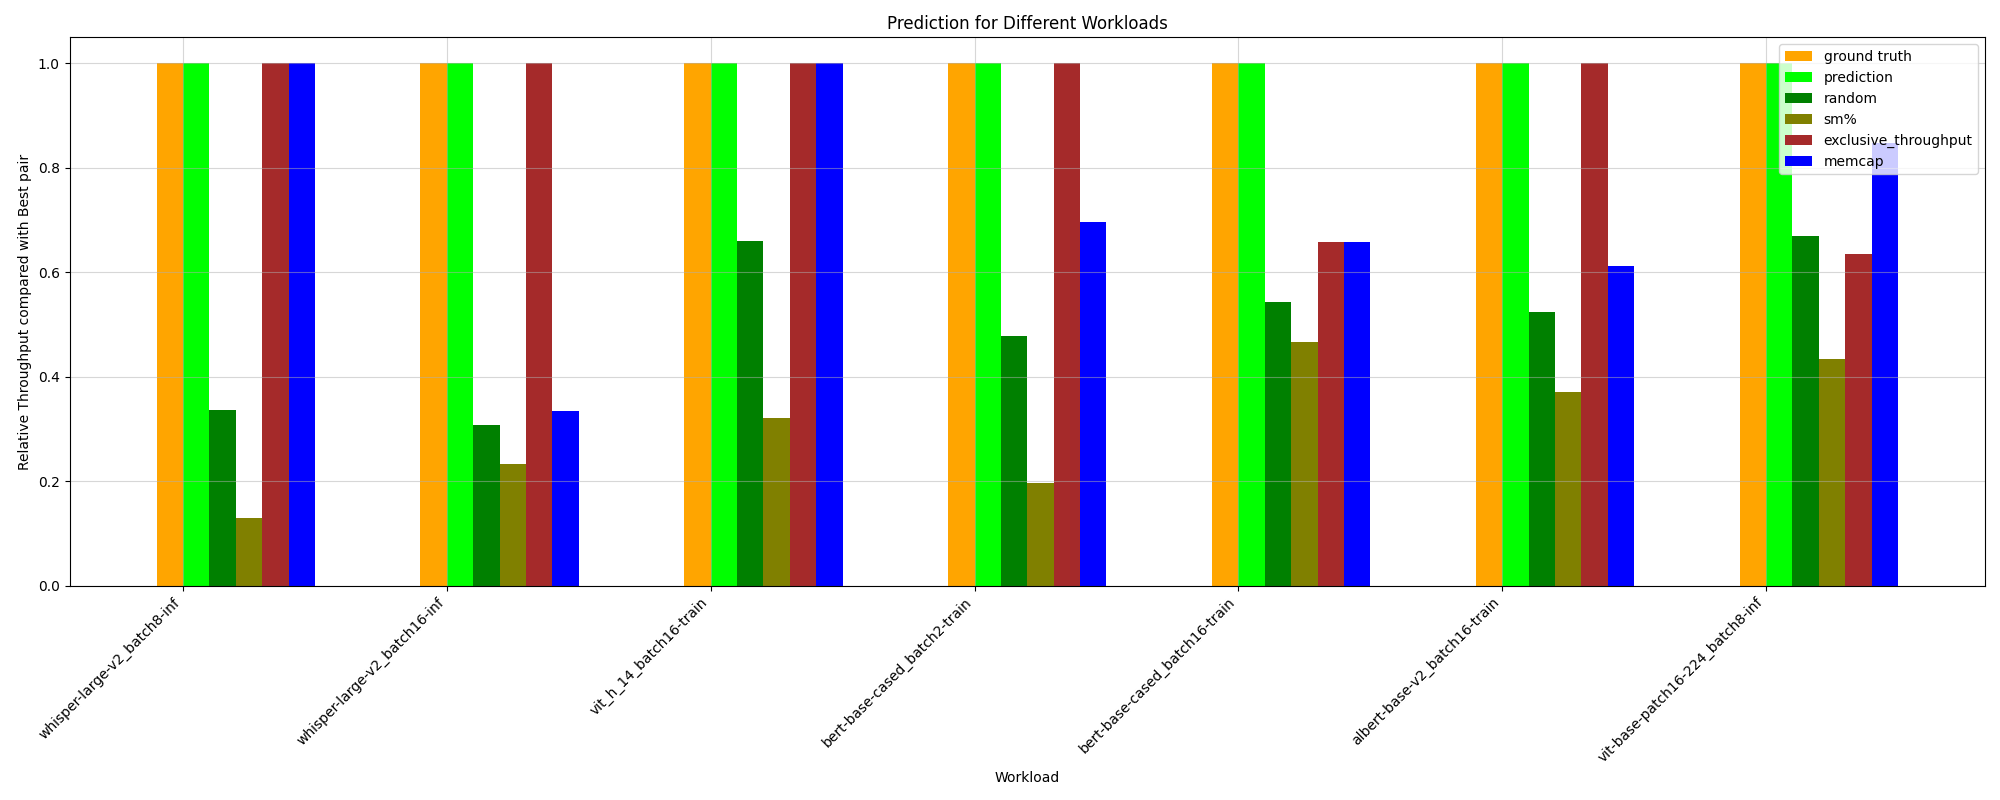 Prediction for Different Workloads
Relative Throughput compared with Best pair
1.0
0.8
0.6
0.4
0.2
0.0
ground truth
prediction
random
sm%
exclusive_throughput
memcap
whisper-large-v2_batch8-inf
whisper-large-v2_batch16-inf
vit_h_14_batch16-train
bert-base-cased_batch2-train
bert-base-cased_batch16-train
albert-base-v2_batch16-train
vit-base-patch16-224_batch8-inf
Workload